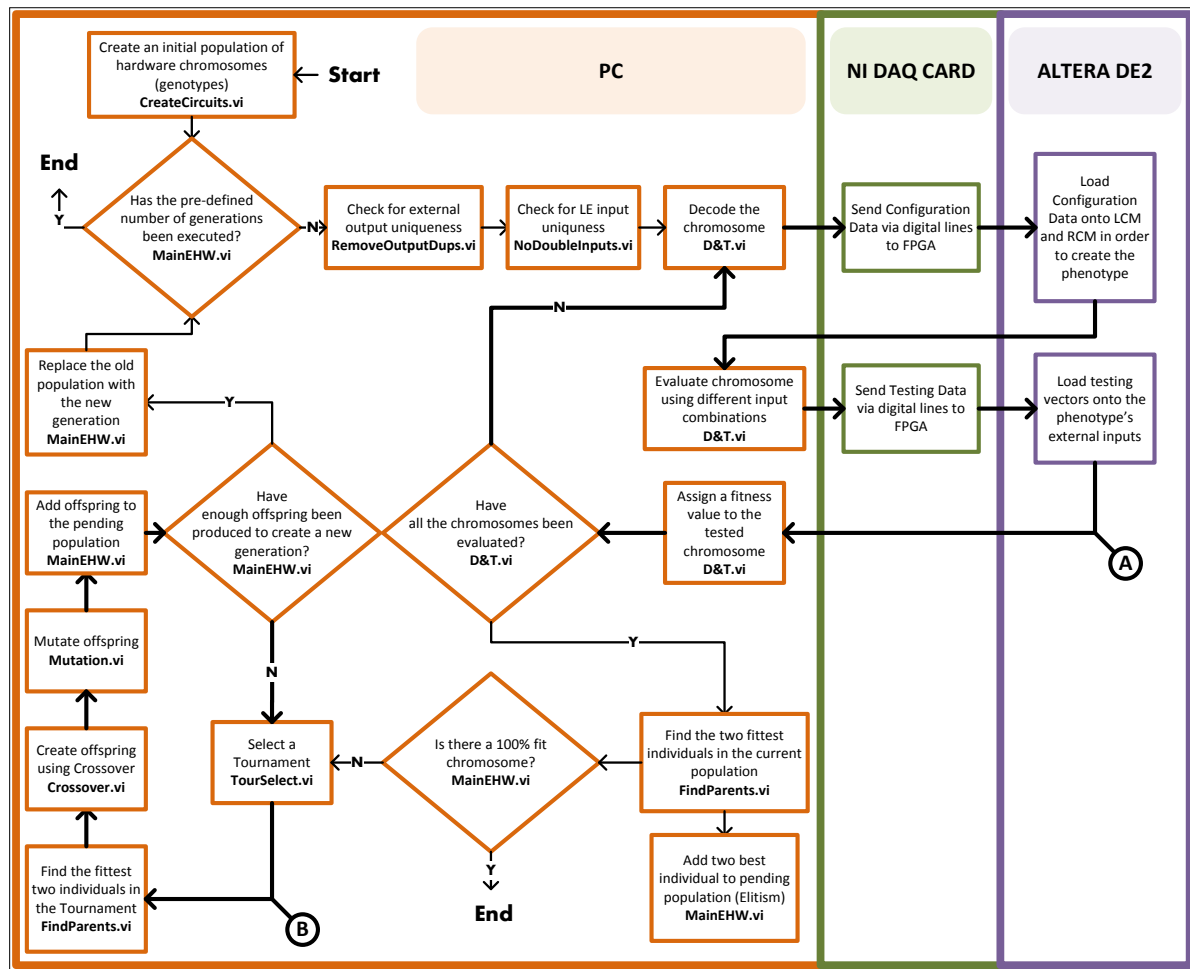 Create an initial population of
hardware chromosomes
(genotypes)
CreateCircuits.vi
Start
PC
NI DAQ CARD
ALTERA DE2
End
Y
Has the pre-defined
number of generations
been executed?
MainEHW.vi
N
Check for external
output uniqueness
RemoveOutputDups.vi
Check for LE input
uniquness
NoDoubleInputs.vi
Decode the
chromosome
D&T.vi
Send Configuration
Data via digital lines
to FPGA
Load
Configuration
Data onto LCM
and RCM in order
to create the
phenotype
N
Replace the old
population with
the new
generation
MainEHW.vi
Y
Evaluate chromosome
using different input
combinations
D&T.vi
Send Testing Data
via digital lines to
FPGA
Load testing
vectors onto the
phenotype's
external inputs
Add offspring to
the pending
population
MainEHW.vi
Have
enough offspring been
produced to create a new
generation?
MainEHW.vi
Have
all the chromosomes been
evaluated?
D&T.vi
Assign a fitness
value to the
tested
chromosome
D&T.vi
A
Mutate offspring
Mutation.vi
N
Y
Create offspring
using Crossover
Crossover.vi
Select a
Tournament
TourSelect.vi
N
Is there a 100% fit
chromosome?
MainEHW.vi
Find the two
fittest
individuals in the current
population
FindParents.vi
Find the fittest
two individuals in
the Tournament
FindParents.vi
B
Y
End
Add two best
individual to pending
population (Elitism)
MainEHW.vi